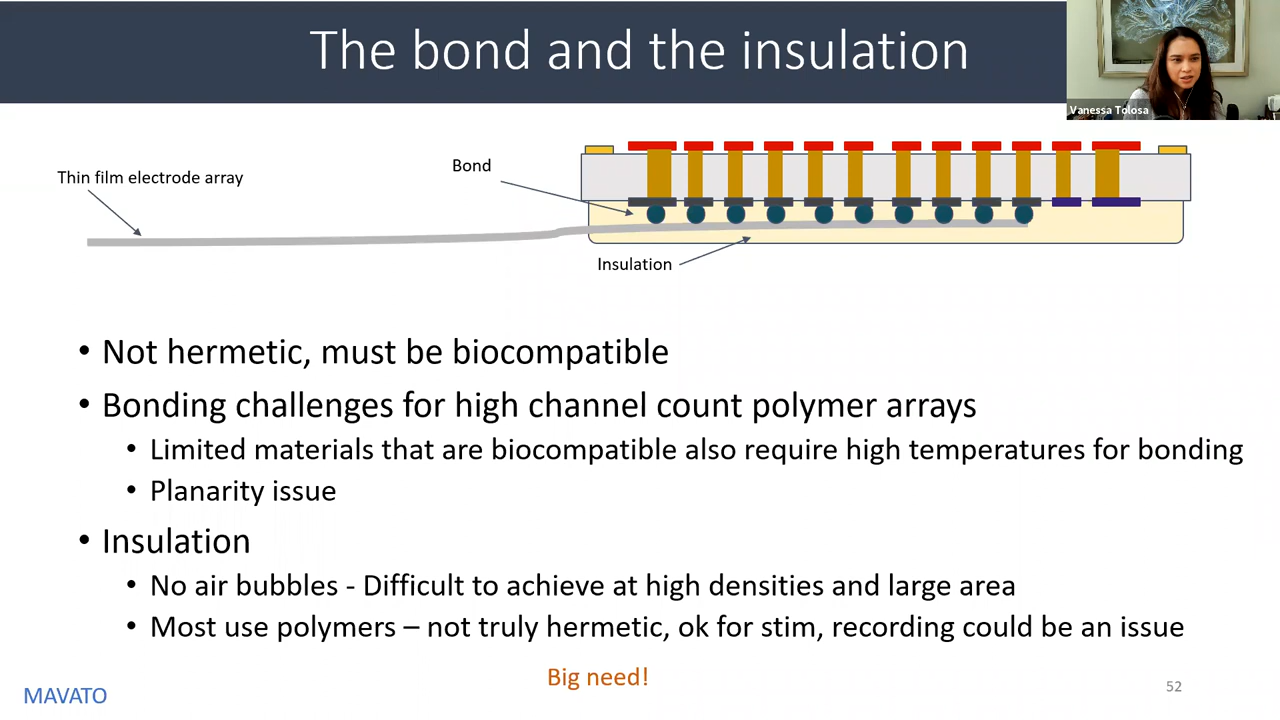 The bond and the insulation
Vanessa Tolosa
Thin film electrode array
Bond
Insulation
• Not hermetic, must be biocompatible
• Bonding challenges for high channel count polymer arrays
• Limited materials that are biocompatible also require high temperatures for bonding
• Planarity issue
• Insulation
• No air bubbles - Difficult to achieve at high densities and large area
• Most use polymers – not truly hermetic, ok for stim, recording could be an issue
Big need!
MAVATO
52